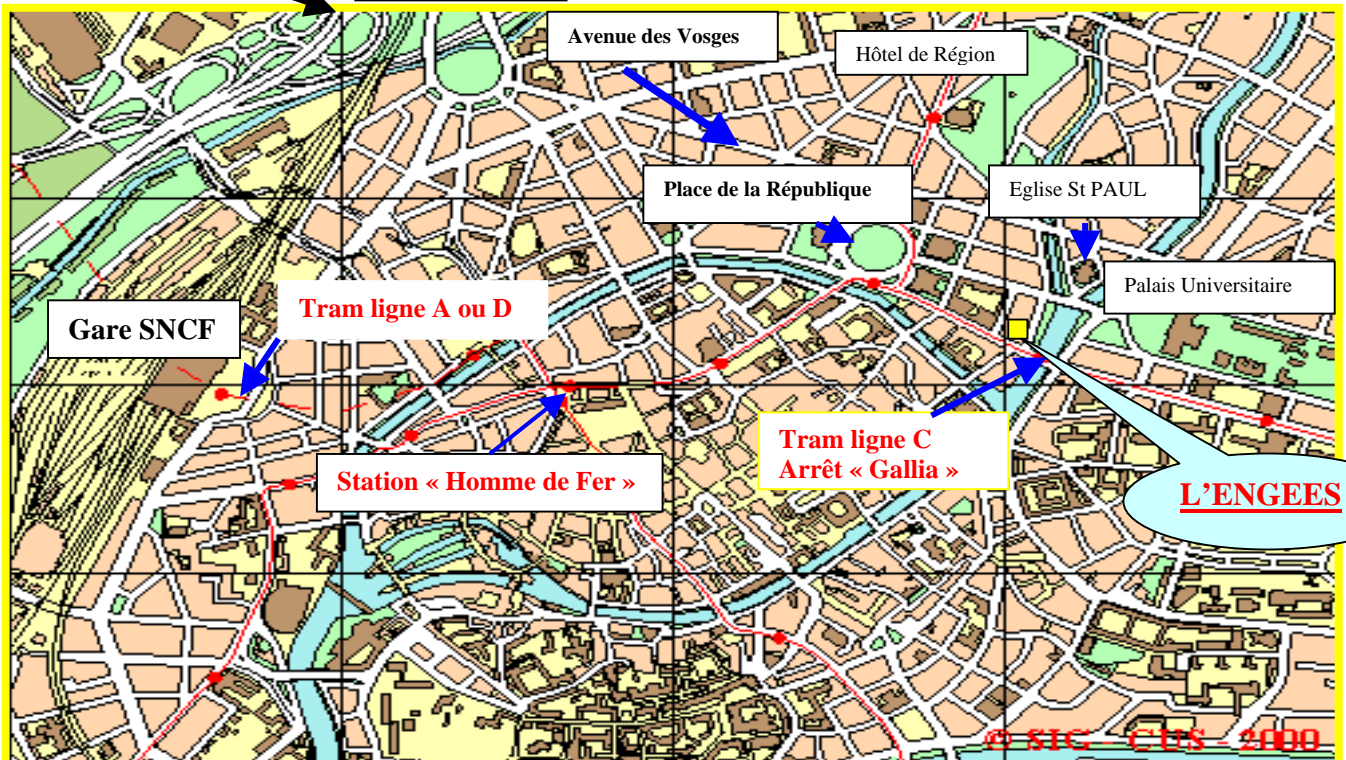 Avenue des Vosges
Hôtel de Région
Place de la République
Eglise St PAUL
Palais Universitaire
Tram ligne A ou D
Gare SNCF
Tram ligne C
Arrêt « Gallia »
Station « Homme de Fer »
L'ENGEES
© SIG - CUS - 2000